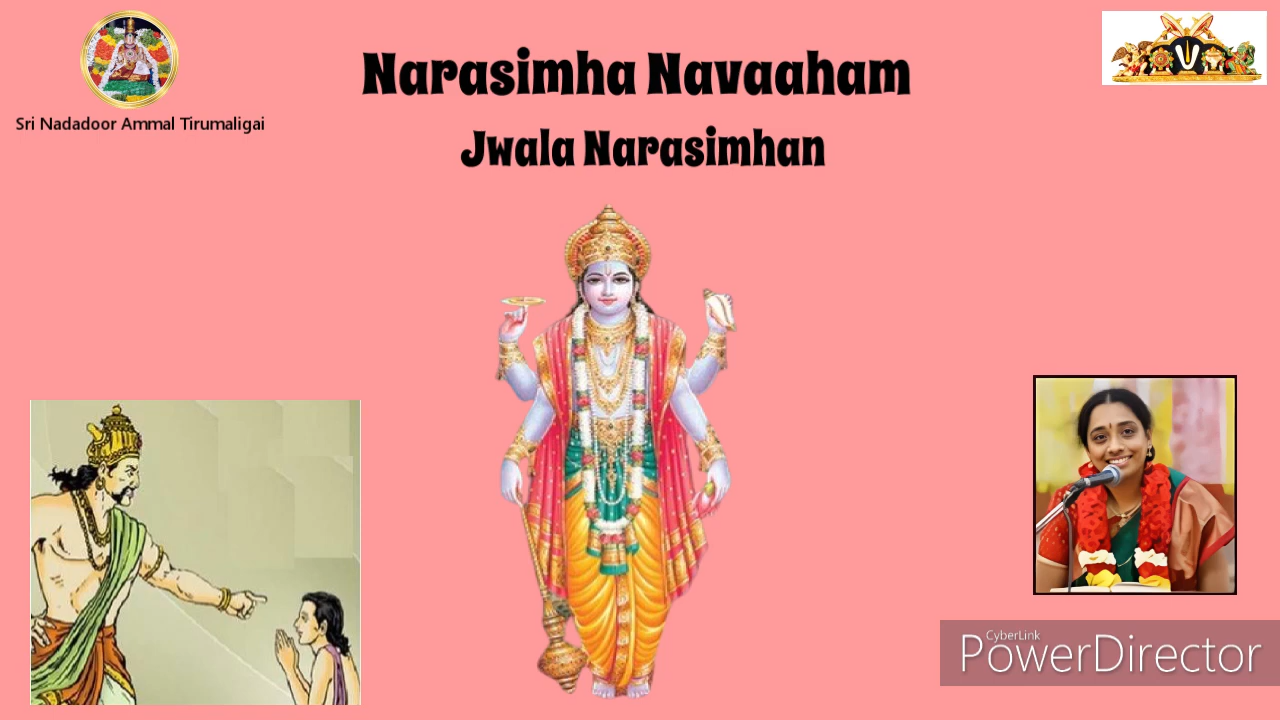 Narasimha Navaaham
Jwala Narasimhan
Sri Nadadoor Ammal Tirumaligai
CyberLink
PowerDirector